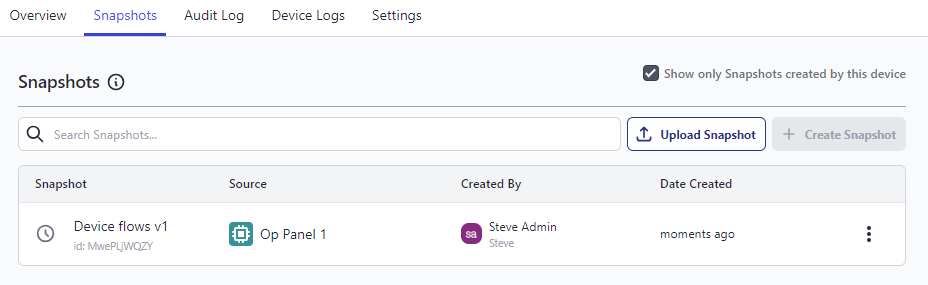 Overview Snapshots Audit Log Device Logs Settings
Snapshots
Show only Snapshots created by this device
Search Snapshots...
Upload Snapshot
+ Create Snapshot
Snapshot Source Created By Date Created
Device flows v1
id: MwePLjWQZY
Op Panel 1
sa
Steve Admin
Steve
moments ago